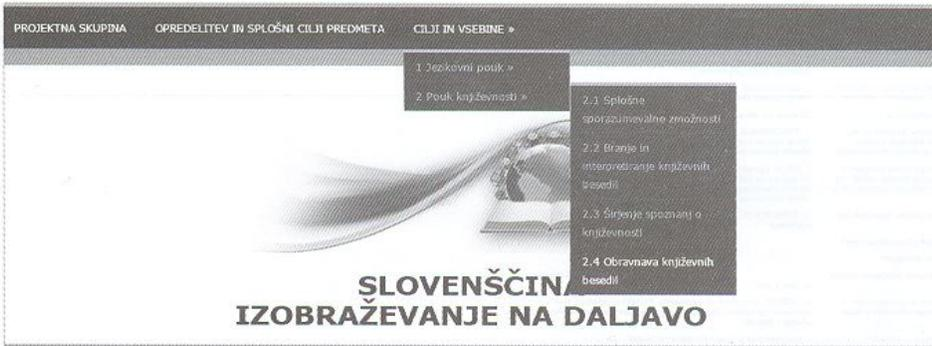 PROJEKTNA SKUPINA OPREDELITEV IN SPLOŠNI CILJI PREDMETA CILJI IN VSEBINE »
1 Jezikovni pouk »
2 Pouk književnosti »
2.1 Splošne
sporazumevalne zmožnosti
2.2 Branje in
interpretiranje književnih
besedil
2.3 Širjenje spoznanj o
književnosti
2.4 Obravnava književnih
besedil
SLOVENŠČINA
IZOBRAŽEVANJE NA DALJAVO